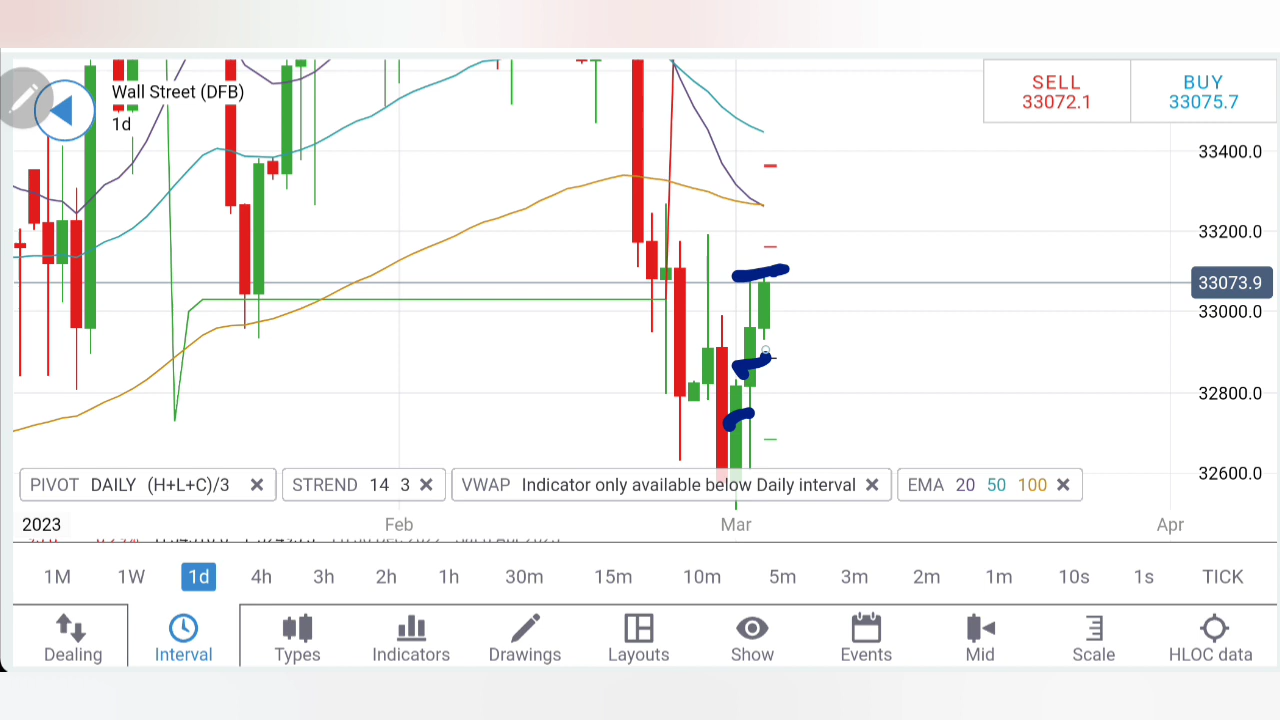 Wall Street (DFB)
1d
SELL
33072.1
BUY
33075.7
33400.0
33200.0
33073.9
33000.0
32800.0
32600.0
PIVOT DAILY (H+L+C)/3 ×
STREND 14 3 ×
VWAP Indicator only available below Daily interval ×
EMA 20 50 100 ×
2023 Feb Mar Apr
1M 1W 1d 4h 3h 2h 1h 30m 15m 10m 5m 3m 2m 1m 10s 1s TICK
Dealing Interval Types Indicators Drawings Layouts Show Events Mid Scale HLOC data